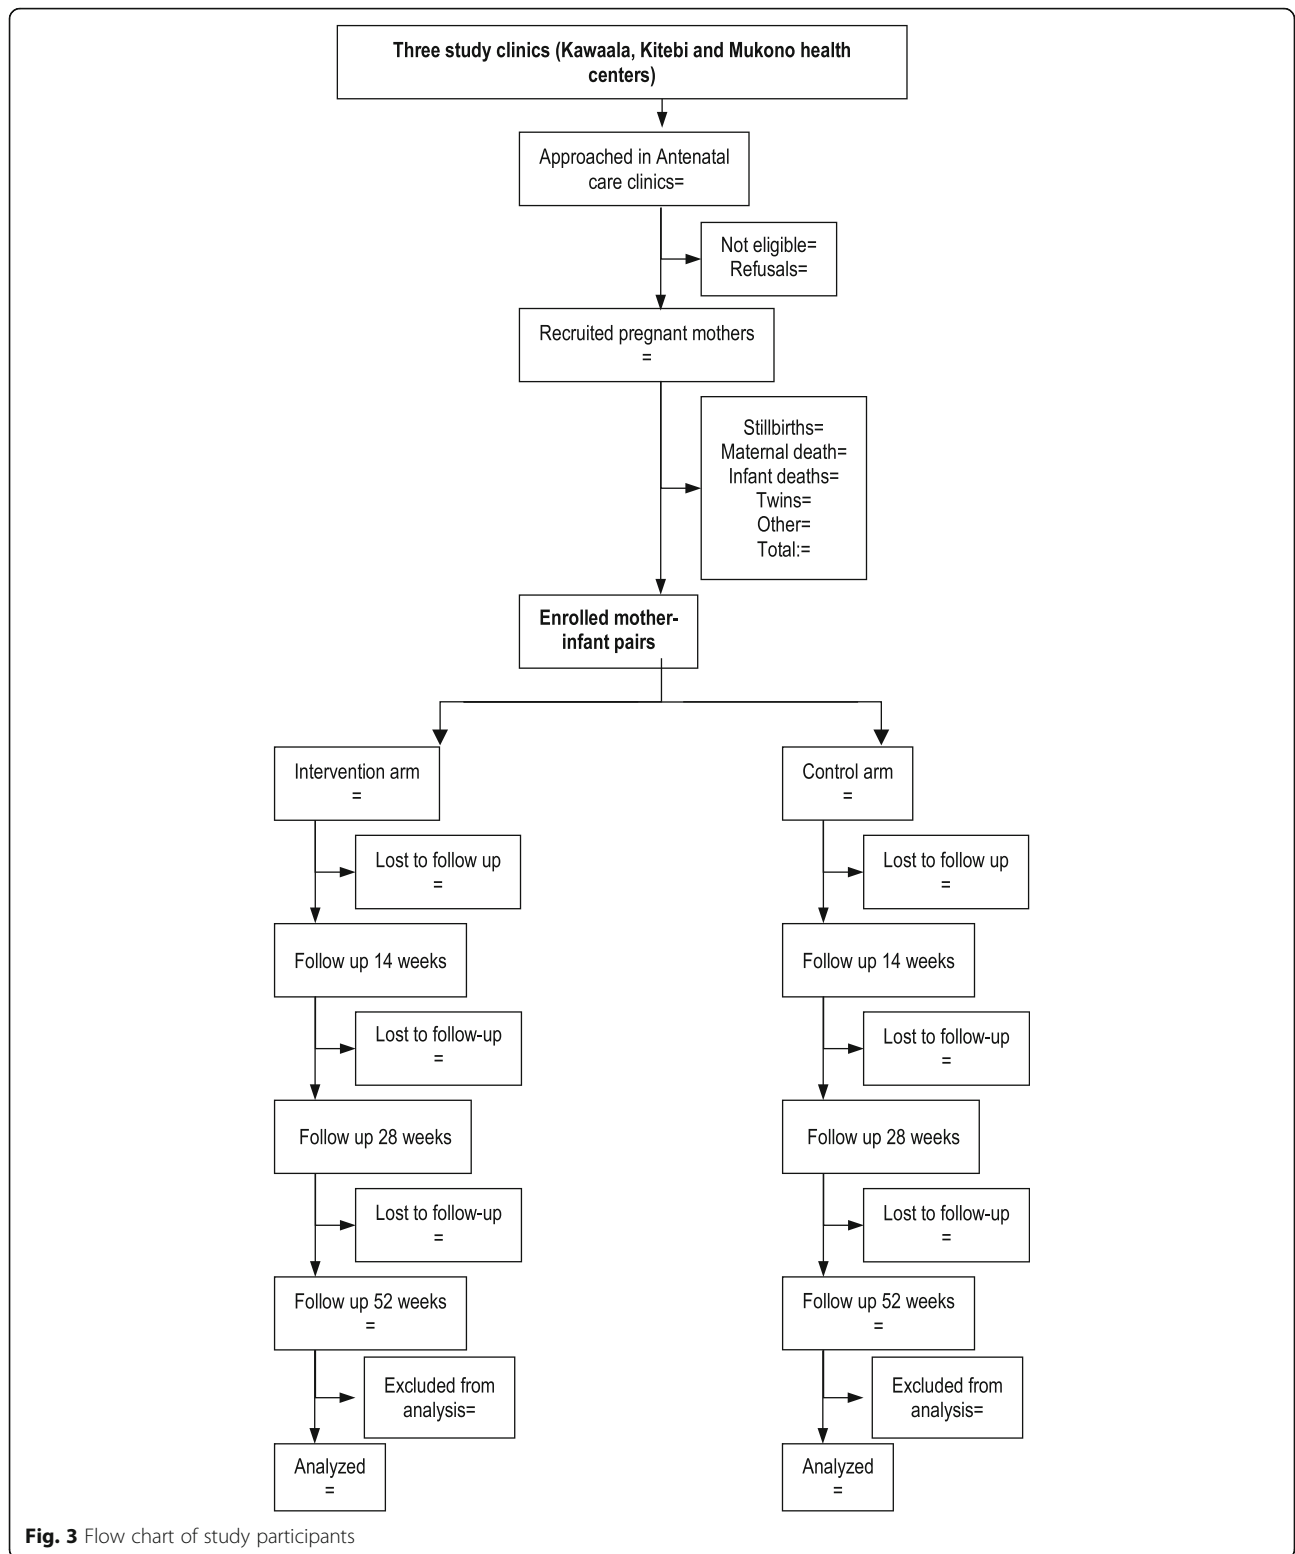 Three study clinics (Kawaala, Kitebi and Mukono health
centers)
Approached in Antenatal
care clinics=
Not eligible=
Refusals=
Recruited pregnant mothers
=
Stillbirths=
Maternal death=
Infant deaths=
Twins=
Other=
Total:=
Enrolled mother-
infant pairs
Intervention arm
=
Lost to follow up
=
Follow up 14 weeks
Lost to follow-up
=
Follow up 28 weeks
Lost to follow-up
=
Follow up 52 weeks
=
Excluded from
analysis=
Analyzed
=
Control arm
=
Lost to follow up
=
Follow up 14 weeks
Lost to follow-up
=
Follow up 28 weeks
Lost to follow-up
=
Follow up 52 weeks
=
Excluded from
analysis=
Analyzed
=
Fig. 3 Flow chart of study participants